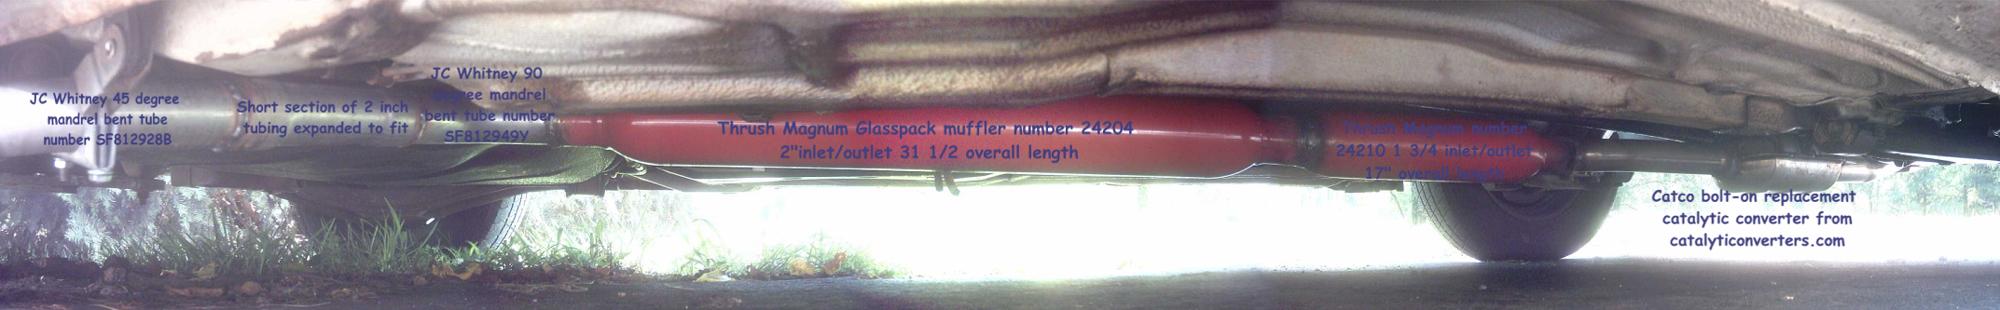 JC Whitney 45 degree
mandrel bent tube
number SF812928B
Short section of 2 inch
tubing expanded to fit
JC Whitney 90
degree mandrel
bent tube number
SF812949Y
Thrush Magnum Glasspack muffler number 24204
2"inlet/outlet 31 1/2 overall length
Thrush Magnum number
24210 1 3/4 inlet/outlet
17" overall length
Catco bolt-on replacement
catalytic converter from
catalyticonverters.com